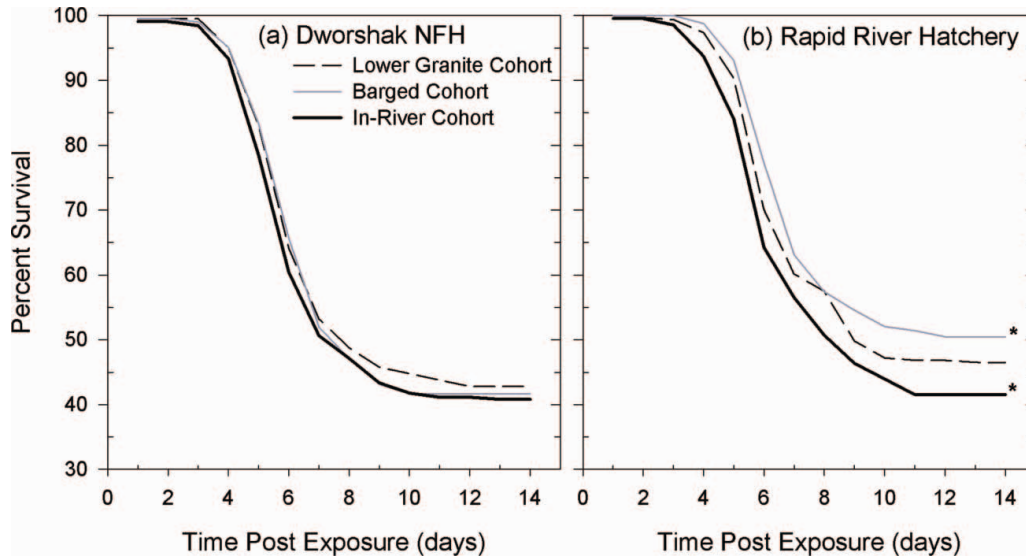 (a) Dworshak NFH
Lower Granite Cohort
Barged Cohort
In-River Cohort
(b) Rapid River Hatchery
Percent Survival
100
90
80
70
60
50
40
30
*
*
0 2 4 6 8 10 12 14
0 2 4 6 8 10 12 14
Time Post Exposure (days)
Time Post Exposure (days)